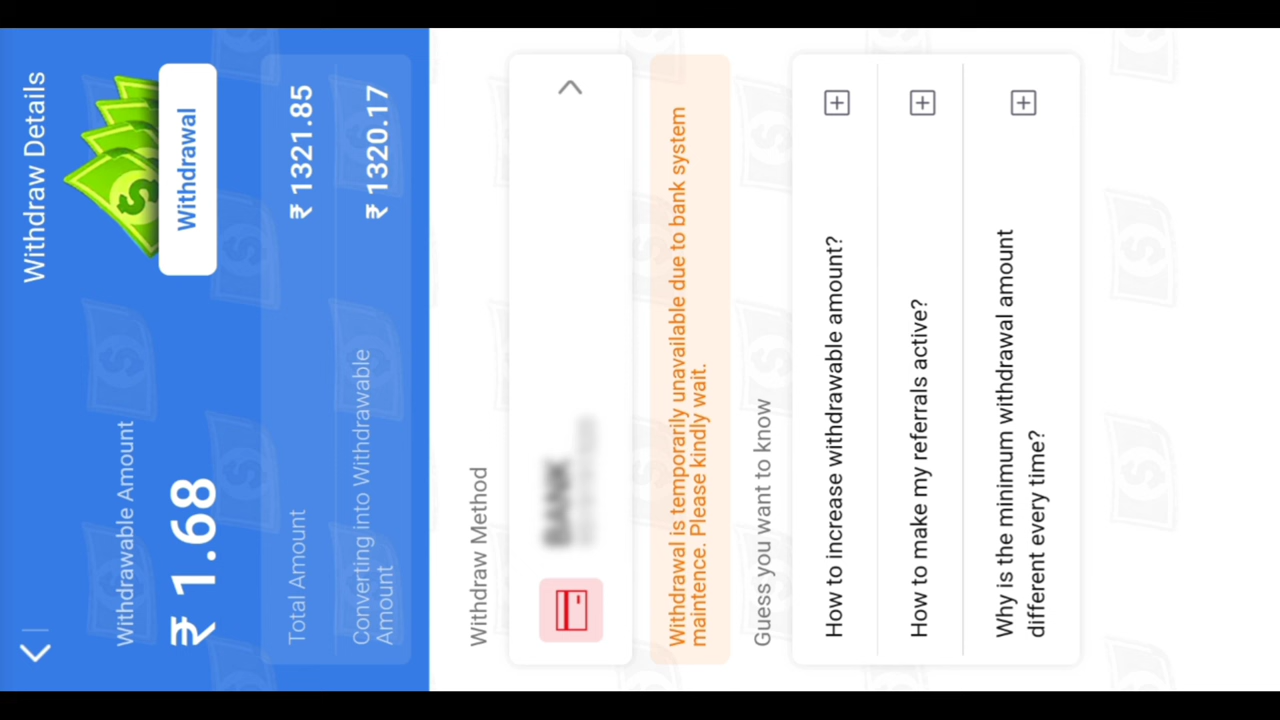 Withdraw Details
Withdrawable Amount
₹ 1.68
Withdrawal
Total Amount
₹ 1321.85
Converting into Withdrawable
Amount
₹ 1320.17
Withdraw Method
BANK
Withdrawal is temporarily unavailable due to bank system
maintence. Please kindly wait.
Guess you want to know
How to increase withdrawable amount?
How to make my referrals active?
Why is the minimum withdrawal amount
different every time?